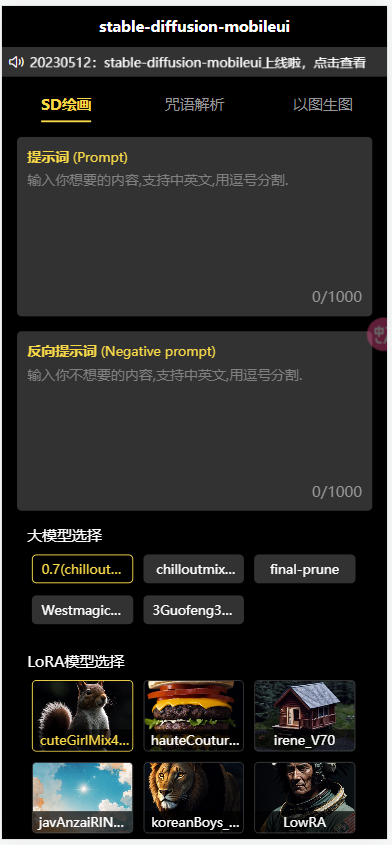 stable-diffusion-mobileui
20230512：stable-diffusion-mobileui上线啦，点击查看
SD绘画 咒语解析 以图生图
提示词 (Prompt)
输入你想要的内容,支持中英文,用逗号分割.
0/1000
中
反向提示词 (Negative prompt)
输入你不想要的内容,支持中英文,用逗号分割.
0/1000
大模型选择
0.7(chillout... chilloutmix... final-prune
Westmagic... 3Guofeng3...
LoRA模型选择
cuteGirlMix4... hauteCoutur... irene_V70
javAnzaiRIN... koreanBoys_... LowRA